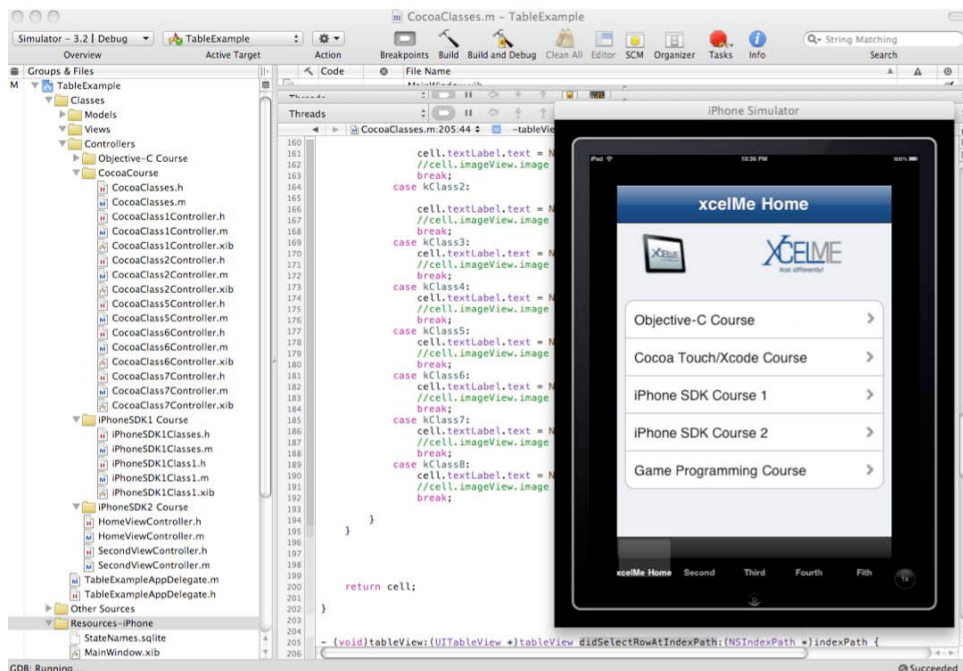 CocoaClasses.m - TableExample
Simulator - 3.2 | Debug
TableExample
String Matching
Overview
Active Target
Action
Breakpoints
Build
Build and Debug
Clean All
Editor
SCM
Organizer
Tasks
Info
Search
Groups & Files
Code
File Name
M
TableExample
Classes
Models
Views
Controllers
Objective-C Course
CocoaCourse
CocoaClasses.h
CocoaClasses.m
CocoaClass1Controller.h
CocoaClass1Controller.m
CocoaClass1Controller.xib
CocoaClass2Controller.h
CocoaClass2Controller.m
CocoaClass2Controller.xib
CocoaClass5Controller.h
CocoaClass5Controller.m
CocoaClass6Controller.h
CocoaClass6Controller.m
CocoaClass6Controller.xib
CocoaClass7Controller.h
CocoaClass7Controller.m
CocoaClass7Controller.xib
iPhoneSDK1 Course
iPhoneSDK1Classes.h
iPhoneSDK1Classes.m
iPhoneSDK1Class1.h
iPhoneSDK1Class1.m
iPhoneSDK1Class1.xib
iPhoneSDK2 Course
HomeViewController.h
HomeViewController.m
SecondViewController.h
SecondViewController.m
TableExampleAppDelegate.m
TableExampleAppDelegate.h
Other Sources
Resources-iPhone
StateNames.sqlite
MainWindow.xib
GDB: Running
Threads
CocoaClasses.m:205:44
-tableVie
160
161 cell.textLabel.text = N
162 //cell.imageView.image
163 break;
164 case kClass2:
165
166 cell.textLabel.text = N
167 //cell.imageView.image
168 break;
169 case kClass3:
170 cell.textLabel.text = N
171 //cell.imageView.image
172 break;
173 case kClass4:
174 cell.textLabel.text = N
175 //cell.imageView.image
176 break;
177 case kClass5:
178 cell.textLabel.text = N
179 //cell.imageView.image
180 break;
181 case kClass6:
182 cell.textLabel.text = N
183 //cell.imageView.image
184 break;
185 case kClass7:
186 cell.textLabel.text = N
187 //cell.imageView.image
188 break;
189 case kClass8:
190 cell.textLabel.text = N
191 //cell.imageView.image
192 break;
193
194 }
195 }
196
197
198
199
200 return cell;
201
202 }
203
204
205 - (void)tableView:(UITableView *)tableView didSelectRowAtIndexPath:(NSIndexPath *)indexPath {
206
iPhone Simulator
iPad
10:36 PM
100%
xcelMe Home
XCELME
XCELME
Objective-C Course
Cocoa Touch/Xcode Course
iPhone SDK Course 1
iPhone SDK Course 2
Game Programming Course
xcelMe Home
Second
Third
Fourth
Fith
1x
Succeeded